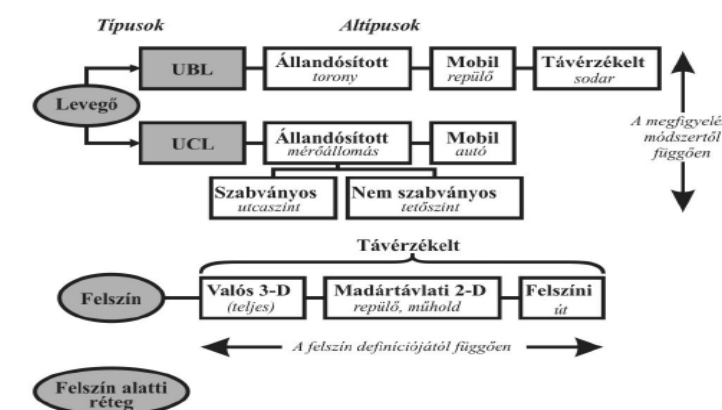 Típusok
Altípusok
UBL
Állandósított
torony
Mobil
repülő
Távérzékelt
sodar
Levegő
UCL
Állandósított
mérőállomás
Mobil
autó
Szabványos
utcaszint
Nem szabványos
tetőszint
A megfigyelés
módszertől
függően
Távérzékelt
Felszín
Valós 3-D
(teljes)
Madártávlati 2-D
repülő, műhold
Felszíni
út
A felszín definíciójától függően
Felszín alatti
réteg